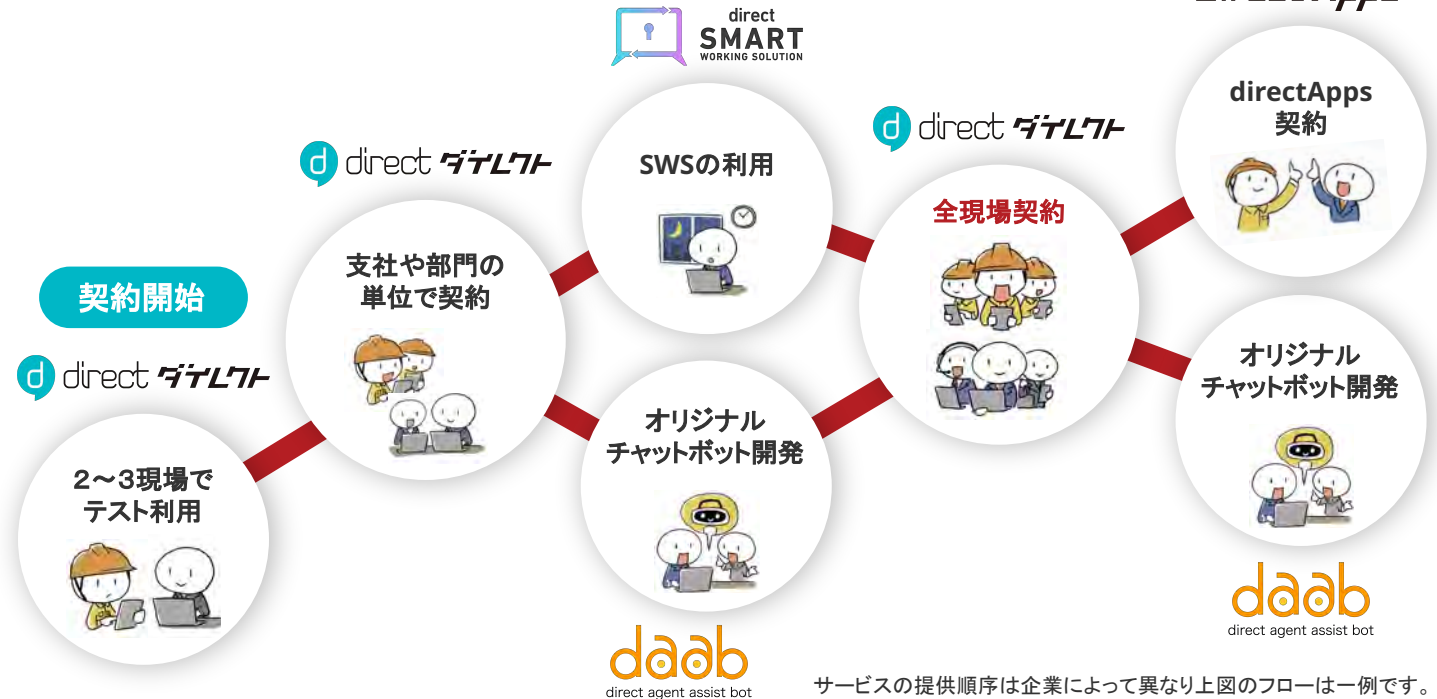 契約開始
direct ダイレクト
2～3現場で
テスト利用
direct ダイレクト
支社や部門の
単位で契約
direct
SMART
WORKING SOLUTION
SWSの利用
オリジナル
チャットボット開発
daab
direct agent assist bot
direct ダイレクト
全現場契約
directApps
契約
オリジナル
チャットボット開発
daab
direct agent assist bot
サービスの提供順序は企業によって異なり上図のフローは一例です。